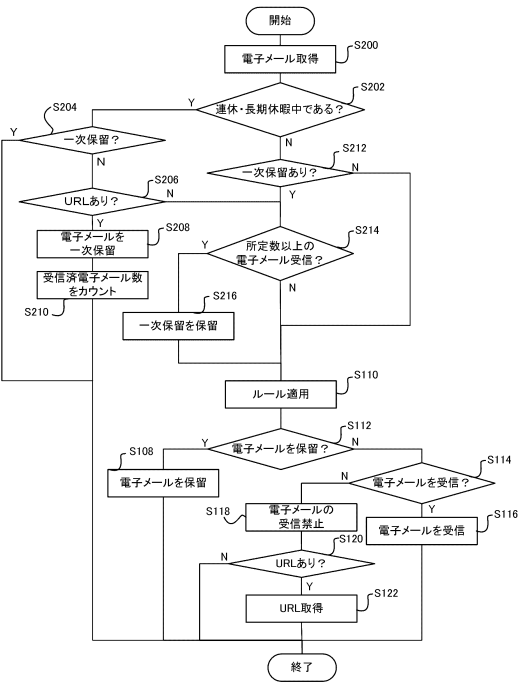 開始
電子メール取得
S200
連休・長期休暇中である？
S202
Y
N
S204
一次保留？
Y
N
S212
一次保留あり？
N
Y
S206
URLあり？
N
Y
S208
電子メールを
一次保留
S214
所定数以上の
電子メール受信？
Y
N
受信済電子メール数
をカウント
S210
S216
一次保留を保留
S110
ルール適用
S112
電子メールを保留？
Y
N
S108
電子メールを保留
S114
電子メールを受信？
N
Y
S118
電子メールの
受信禁止
S116
電子メールを受信
S120
URLあり？
N
Y
S122
URL取得
終了